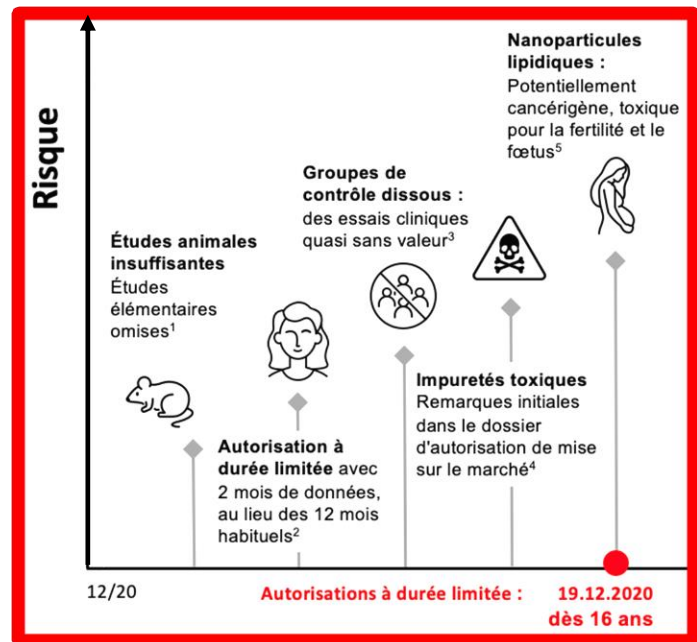 Risque
Études animales
insuffisantes
Études
élémentaires
omises¹
Autorisation à
durée limitée avec
2 mois de données,
au lieu des 12 mois
habituels²
Groupes de
contrôle dissous :
des essais cliniques
quasi sans valeur³
Impuretés toxiques
Remarques initiales
dans le dossier
d'autorisation de mise
sur le marché⁴
Nanoparticules
lipidiques :
Potentiellement
cancérigène, toxique
pour la fertilité et le
fœtus⁵
12/20
Autorisations à durée limitée :
19.12.2020
dès 16 ans